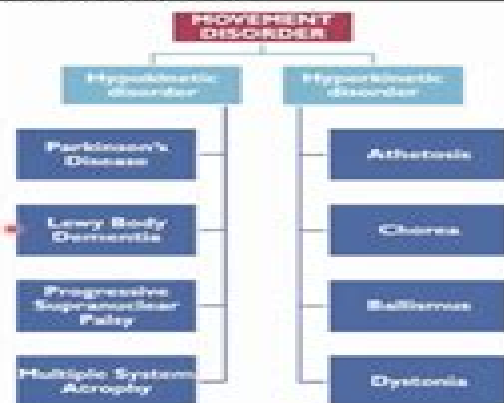 MOVEMENT
DISORDER
Hypokinetic
disorder
Hyperkinetic
disorder
Parkinson's
Disease
Lewy Body
Dementia
Progressive
Supranuclear
Palsy
Multiple System
Atrophy
Athetosis
Chorea
Ballismus
Dystonia